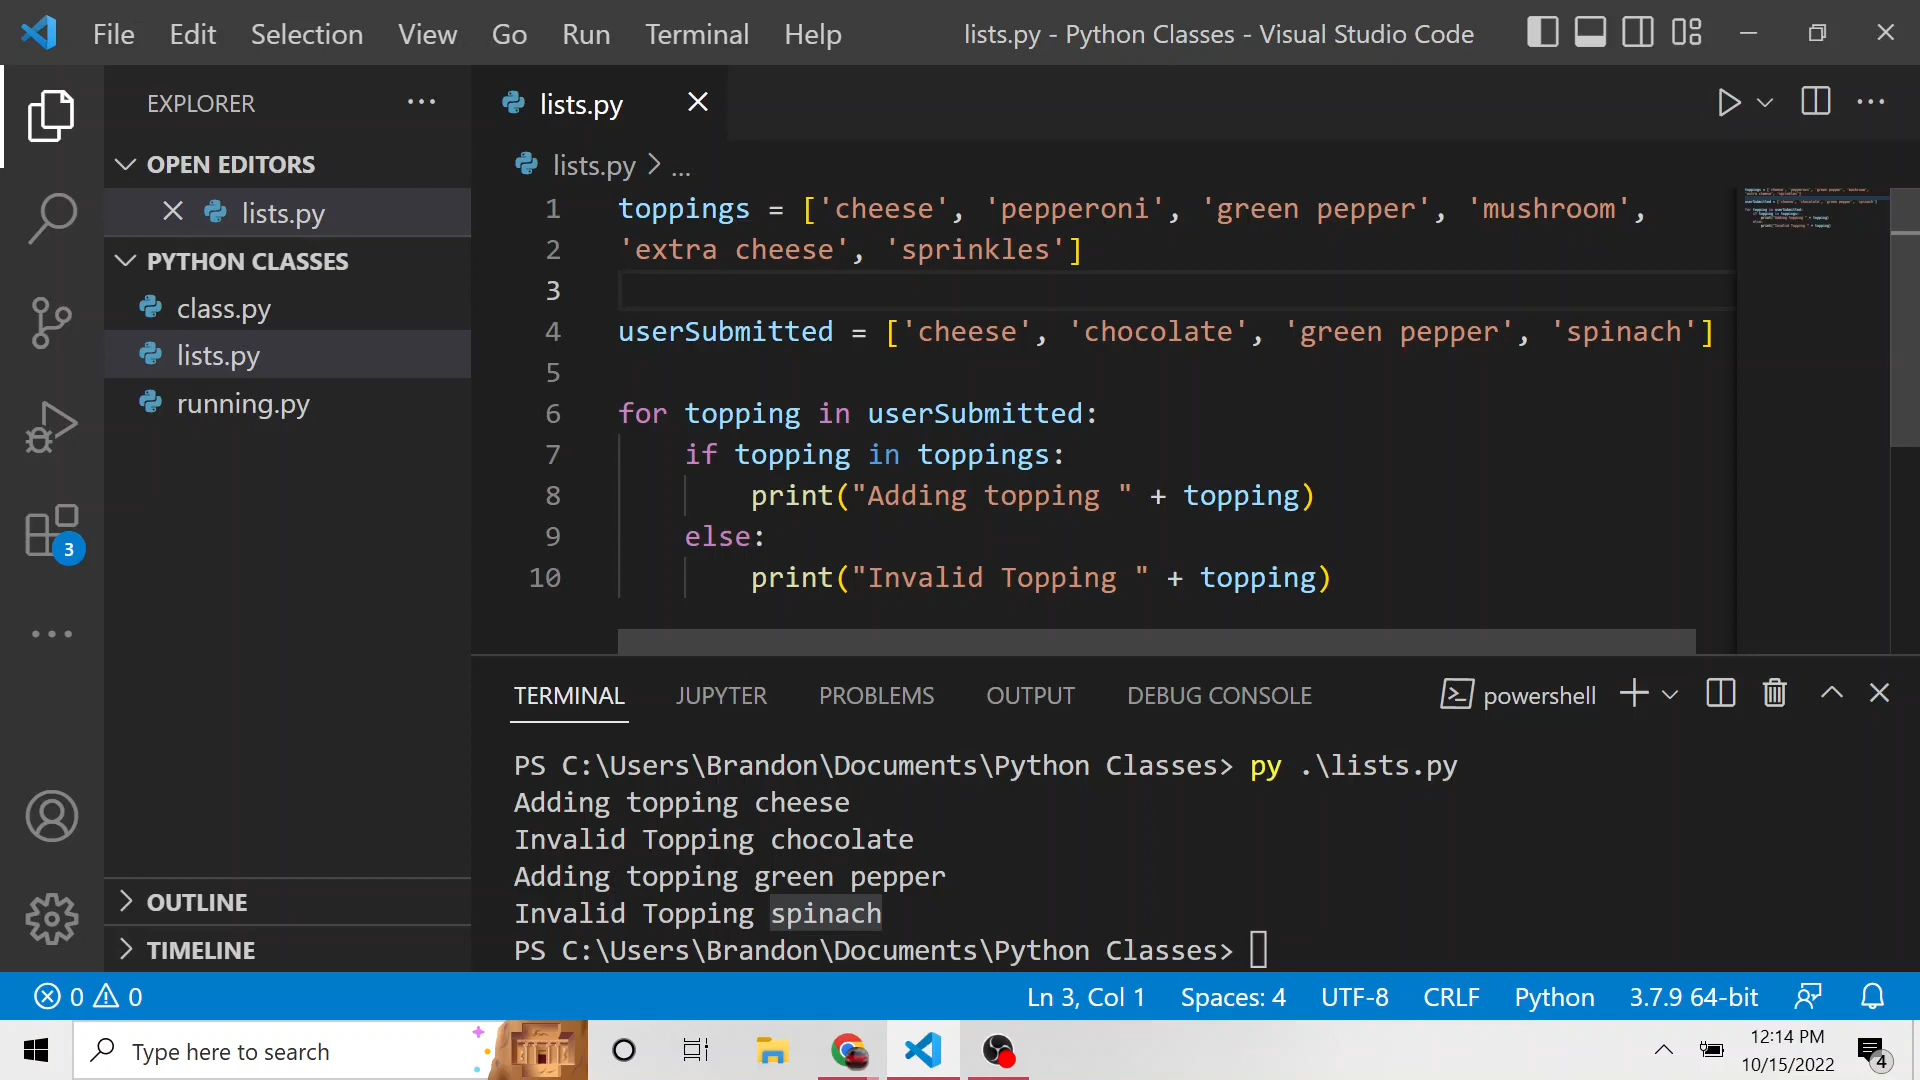 File Edit Selection View Go Run Terminal Help lists.py - Python Classes - Visual Studio Code
EXPLORER
OPEN EDITORS
lists.py
PYTHON CLASSES
class.py
lists.py
running.py
3
OUTLINE
TIMELINE
lists.py
lists.py > ...
1 toppings = ['cheese', 'pepperoni', 'green pepper', 'mushroom',
2 'extra cheese', 'sprinkles']
3
4 userSubmitted = ['cheese', 'chocolate', 'green pepper', 'spinach']
5
6 for topping in userSubmitted:
7 if topping in toppings:
8 print("Adding topping " + topping)
9 else:
10 print("Invalid Topping " + topping)
TERMINAL JUPYTER PROBLEMS OUTPUT DEBUG CONSOLE powershell
PS C:\Users\Brandon\Documents\Python Classes> py .\lists.py
Adding topping cheese
Invalid Topping chocolate
Adding topping green pepper
Invalid Topping spinach
PS C:\Users\Brandon\Documents\Python Classes>
0 0 Ln 3, Col 1 Spaces: 4 UTF-8 CRLF Python 3.7.9 64-bit
Type here to search
12:14 PM
10/15/2022
4